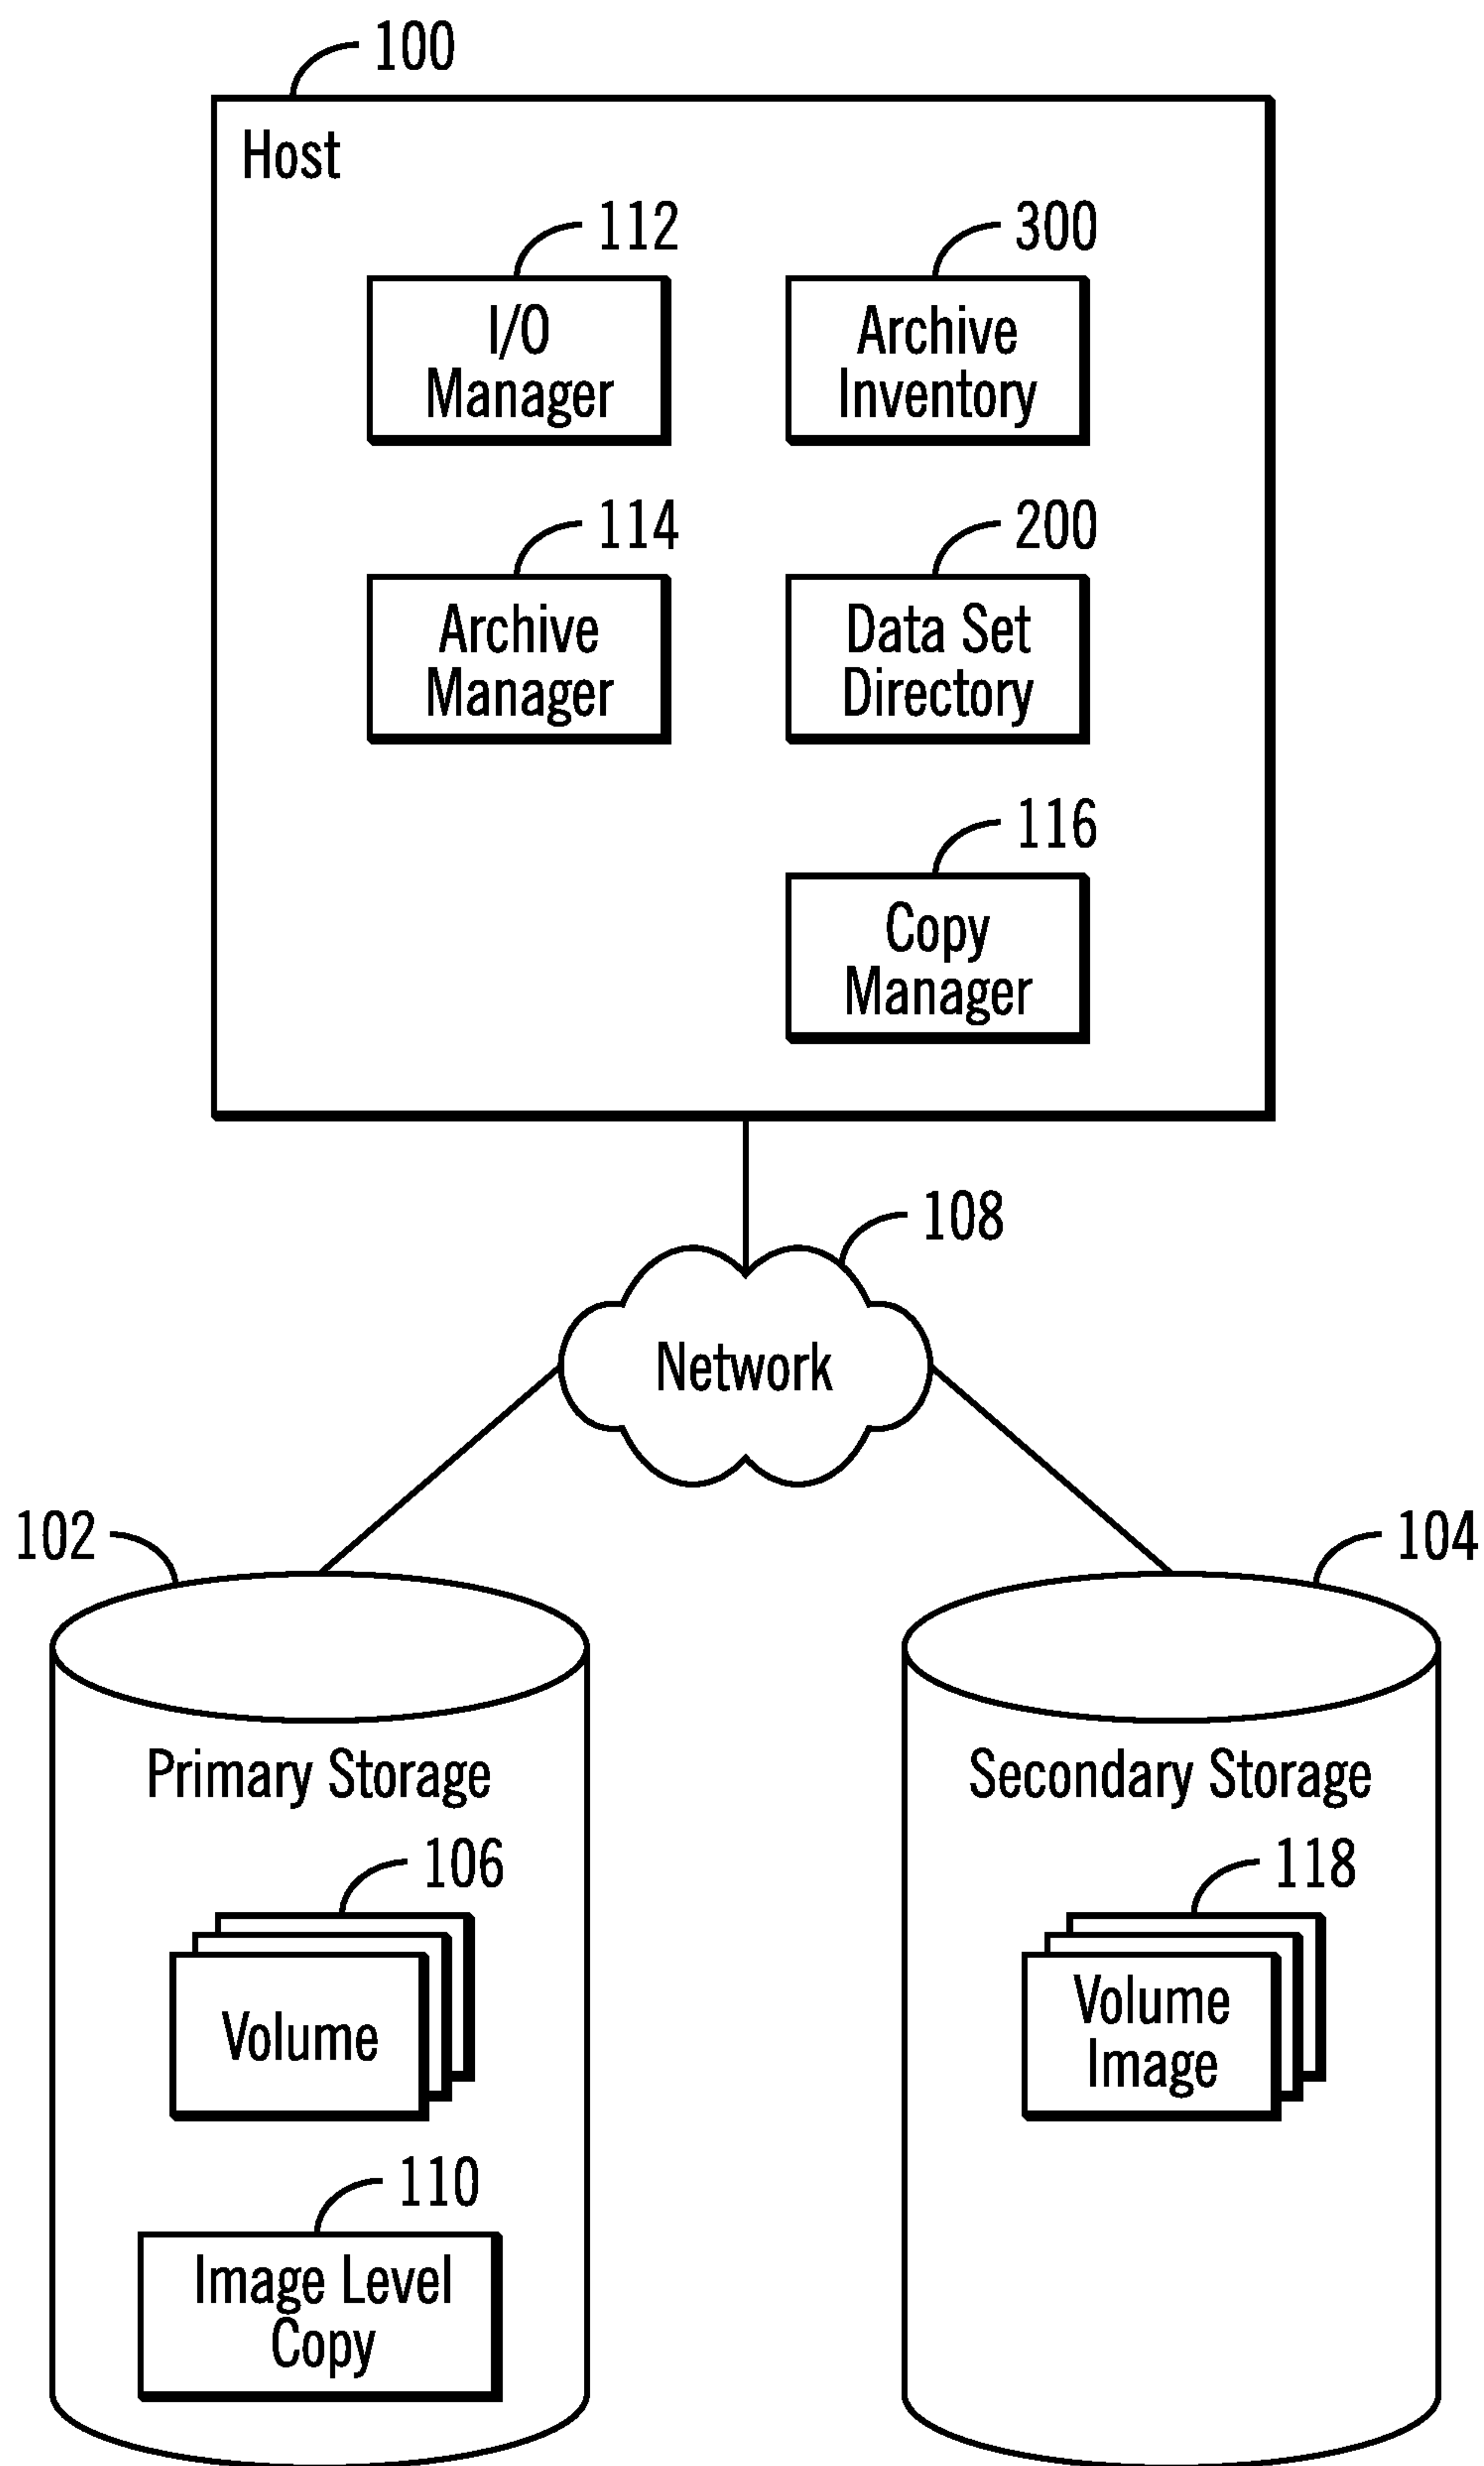 100
Host
112
300
I/O
Manager
Archive
Inventory
114
200
Archive
Manager
Data Set
Directory
116
Copy
Manager
108
Network
102
104
Primary Storage
Secondary Storage
106
118
Volume
Volume
Image
110
Image Level
Copy